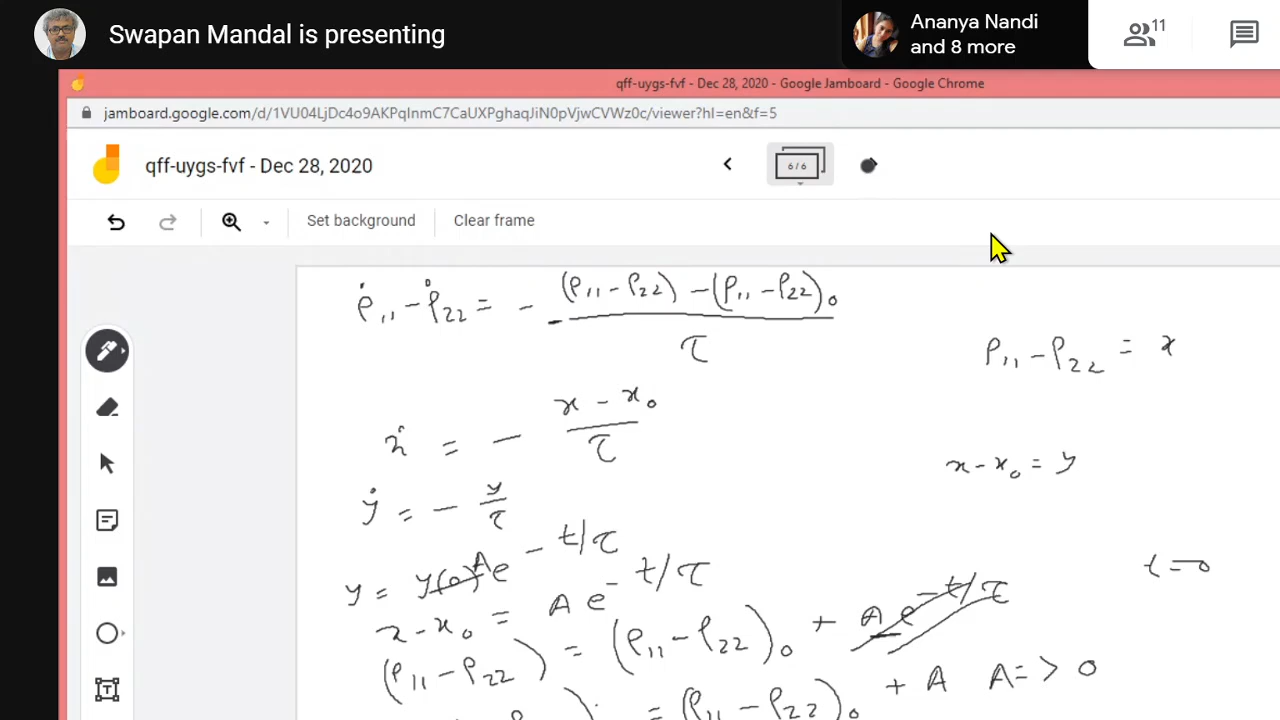 Swapan Mandal is presenting
Ananya Nandi
and 8 more
11
qff-uygs-fvf - Dec 28, 2020 - Google Jamboard - Google Chrome
jamboard.google.com/d/1VU04LjDc4o9AKPqInmC7CaUXPghaqJiN0pVjwCVWz0c/viewer?hl=en&f=5
qff-uygs-fvf - Dec 28, 2020
6/6
Set background
Clear frame
ρ̇₁₁ - ρ̇₂₂ = - ((ρ₁₁ - ρ₂₂) - (ρ₁₁ - ρ₂₂)₀) / τ
ρ₁₁ - ρ₂₂ = x
ẋ = - (x - x₀) / τ
x - x₀ = y
ẏ = - y/τ
y = y(0) A e - t/τ
t = 0
x - x₀ = A e - t/τ
(ρ₁₁ - ρ₂₂) = (ρ₁₁ - ρ₂₂)₀ + A e - t/τ
= (ρ₁₁ - ρ₂₂)₀ + A A = > 0